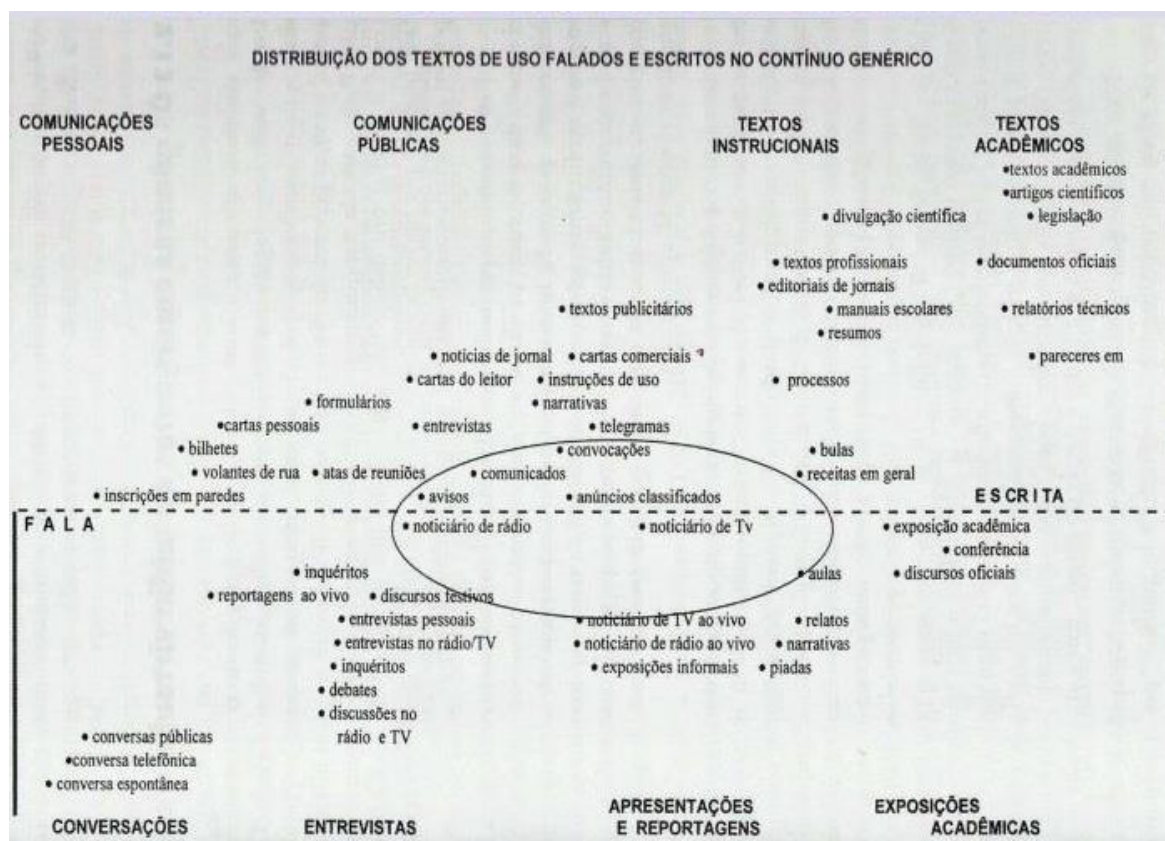 DISTRIBUIÇÃO DOS TEXTOS DE USO FALADOS E ESCRITOS NO CONTÍNUO GENÉRICO
COMUNICAÇÕES PESSOAIS
COMUNICAÇÕES PÚBLICAS
TEXTOS INSTRUCIONAIS
TEXTOS ACADÊMICOS
•textos acadêmicos
•artigos científicos
• divulgação científica • legislação
• textos profissionais • documentos oficiais
• editoriais de jornais
• textos publicitários • manuais escolares • relatórios técnicos
• resumos
• noticias de jornal • cartas comerciais • pareceres em
• cartas do leitor • instruções de uso • processos
• formulários • narrativas
•cartas pessoais • entrevistas • telegramas
• bilhetes • convocações • bulas
• volantes de rua • atas de reuniões • comunicados • receitas em geral
• inscrições em paredes • avisos • anúncios classificados ESCRITA
FALA • noticiário de rádio • noticiário de Tv • exposição acadêmica
• conferência
• inquéritos • aulas • discursos oficiais
• reportagens ao vivo • discursos festivos
• entrevistas pessoais • noticiário de TV ao vivo • relatos
• entrevistas no rádio/TV • noticiário de rádio ao vivo • narrativas
• inquéritos • exposições informais • piadas
• debates
• discussões no
rádio e TV
• conversas públicas
•conversa telefônica
• conversa espontânea
CONVERSAÇÕES
ENTREVISTAS
APRESENTAÇÕES E REPORTAGENS
EXPOSIÇÕES ACADÊMICAS